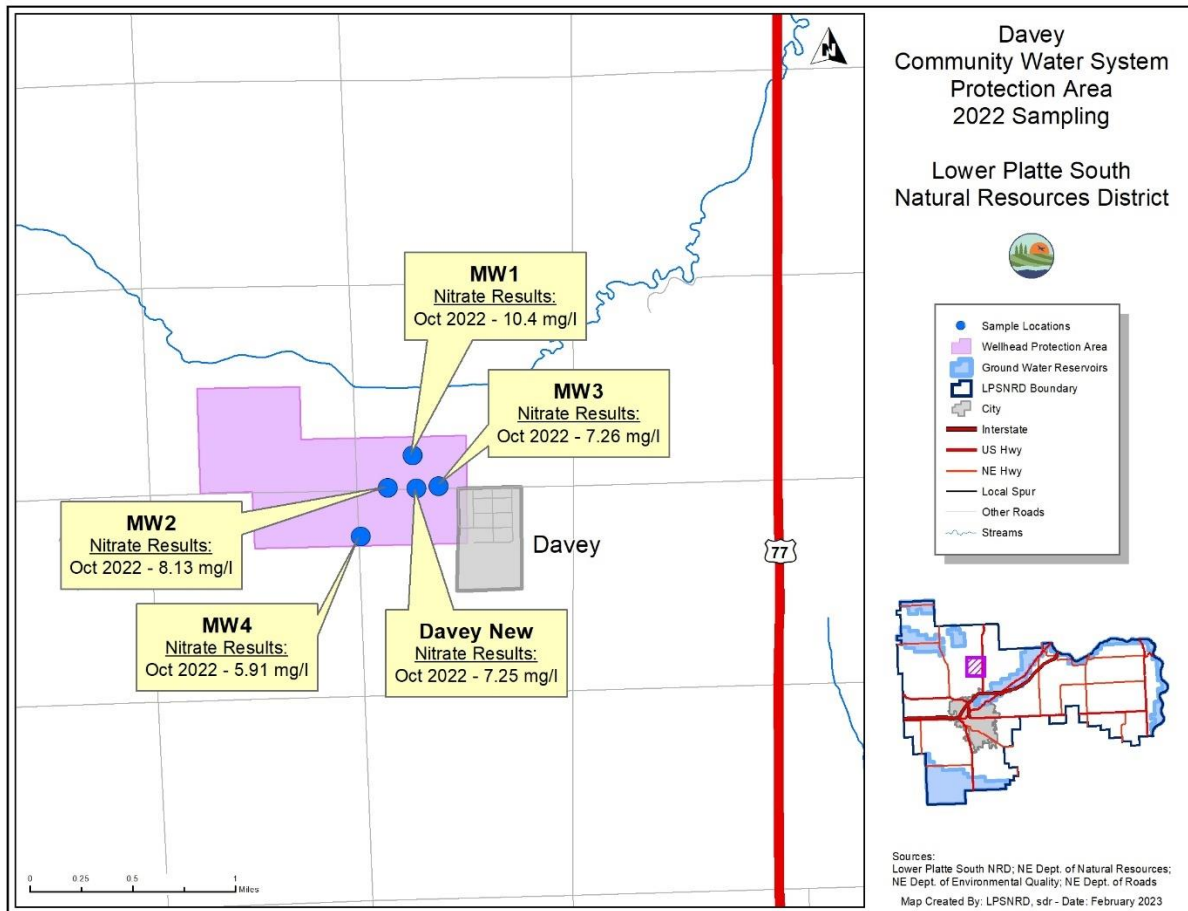 Davey
Community Water System
Protection Area
2022 Sampling
Lower Platte South
Natural Resources District
N
MW1
Nitrate Results:
Oct 2022 - 10.4 mg/l
MW3
Nitrate Results:
Oct 2022 - 7.26 mg/l
MW2
Nitrate Results:
Oct 2022 - 8.13 mg/l
MW4
Nitrate Results:
Oct 2022 - 5.91 mg/l
Davey New
Nitrate Results:
Oct 2022 - 7.25 mg/l
Davey
77
Sample Locations
Wellhead Protection Area
Ground Water Reservoirs
LPSNRD Boundary
City
Interstate
US Hwy
NE Hwy
Local Spur
Other Roads
Streams
0 0.25 0.5 1
Miles
Sources:
Lower Platte South NRD; NE Dept. of Natural Resources;
NE Dept. of Environmental Quality; NE Dept. of Roads
Map Created By: LPSNRD, sdr - Date: February 2023